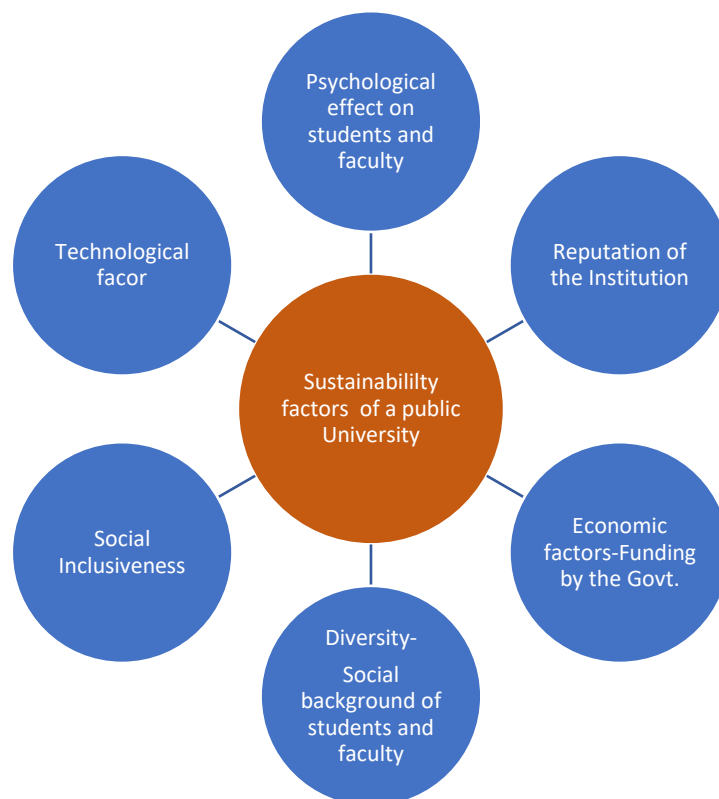 Psychological
effect on
students and
faculty
Technological
facor
Reputation of
the Institution
Sustainabililty
factors  of a public
University
Social
Inclusiveness
Economic
factors-Funding
by the Govt.
Diversity-
Social
background of
students and
faculty